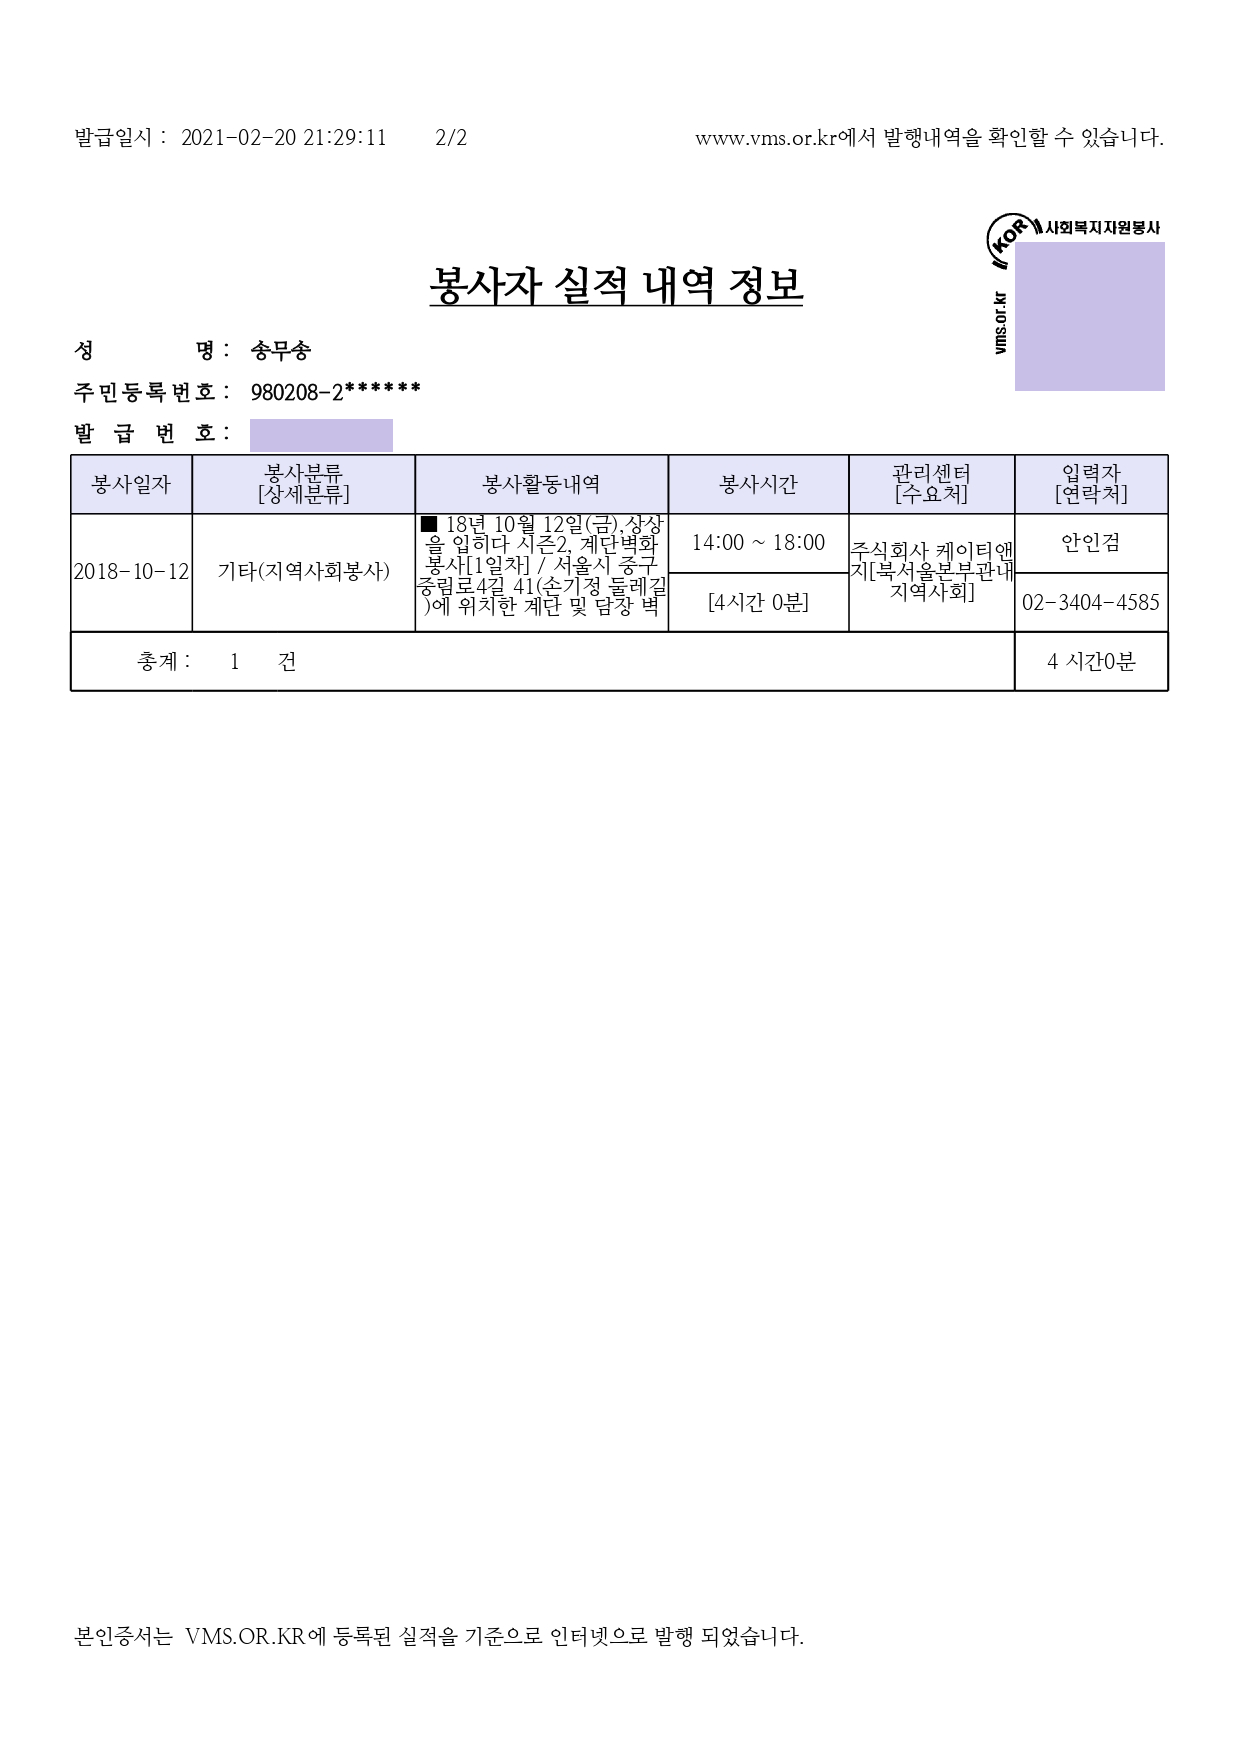 발급일시 : 2021-02-20 21:29:11 2/2 www.vms.or.kr에서 발행내역을 확인할 수 있습니다.
KOR 사회복지자원봉사
vms.or.kr
봉사자 실적 내역 정보
성 명 : 송무송
주민등록번호 : 980208-2******
발 급 번 호 :
봉사일자 봉사분류 [상세분류] 봉사활동내역 봉사시간 관리센터 [수요처] 입력자 [연락처]
2018-10-12
기타(지역사회봉사)
■ 18년 10월 12일(금),상상
을 입히다 시즌2, 계단벽화
봉사[1일차] / 서울시 중구
중림로4길 41(손기정 둘레길
)에 위치한 계단 및 담장 벽
14:00 ~ 18:00
[4시간 0분]
주식회사 케이티앤
지[북서울본부관내
지역사회]
안인검
02-3404-4585
총계 : 1 건 4 시간0분
본인증서는 VMS.OR.KR에 등록된 실적을 기준으로 인터넷으로 발행 되었습니다.